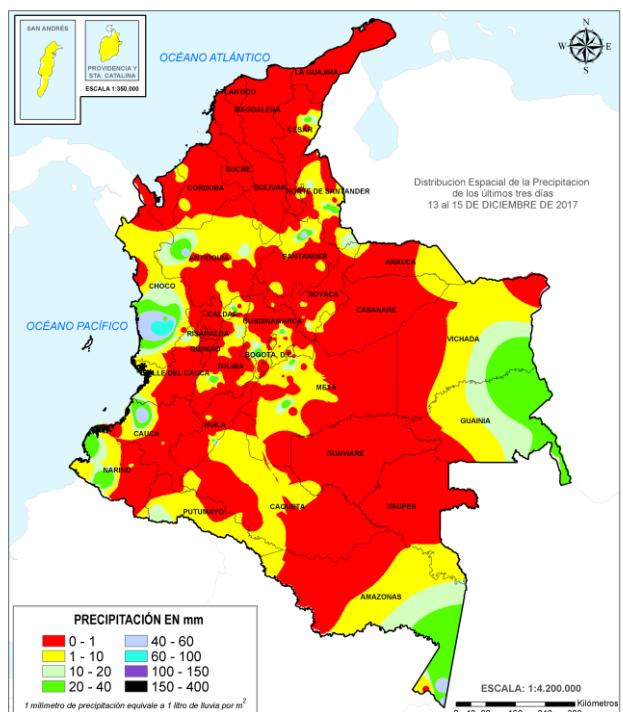 SAN ANDRÉS
PROVIDENCIA Y
STA. CATALINA
ESCALA 1:350.000
N
W
E
S
OCÉANO ATLÁNTICO
LA GUAJIRA
ATLANTICO
MAGDALENA
CESAR
SUCRE
CORDOBA
BOLIVAR
NORTE DE SANTANDER
Distribucion Espacial de la Precipitacion
de los últimos tres días
13 al 15 DE DICIEMBRE DE 2017
ANTIOQUIA
SANTANDER
ARAUCA
CHOCO
BOYACA
CASANARE
OCÉANO PACÍFICO
CALDAS
CUNDINAMARCA
RISARALDA
VICHADA
QUINDIO
BOGOTA, D.C.
TOLIMA
VALLE DEL CAUCA
META
GUAINIA
CAUCA
HUILA
GUAVIARE
NARIÑO
CAQUETA
VAUPES
PUTUMAYO
AMAZONAS
PRECIPITACIÓN EN mm
0 - 1
40 - 60
1 - 10
60 - 100
10 - 20
100 - 150
20 - 40
150 - 400
1 milímetro de precipitación equivale a 1 litro de lluvia por m2
ESCALA: 1:4.200.000
Kilómetros